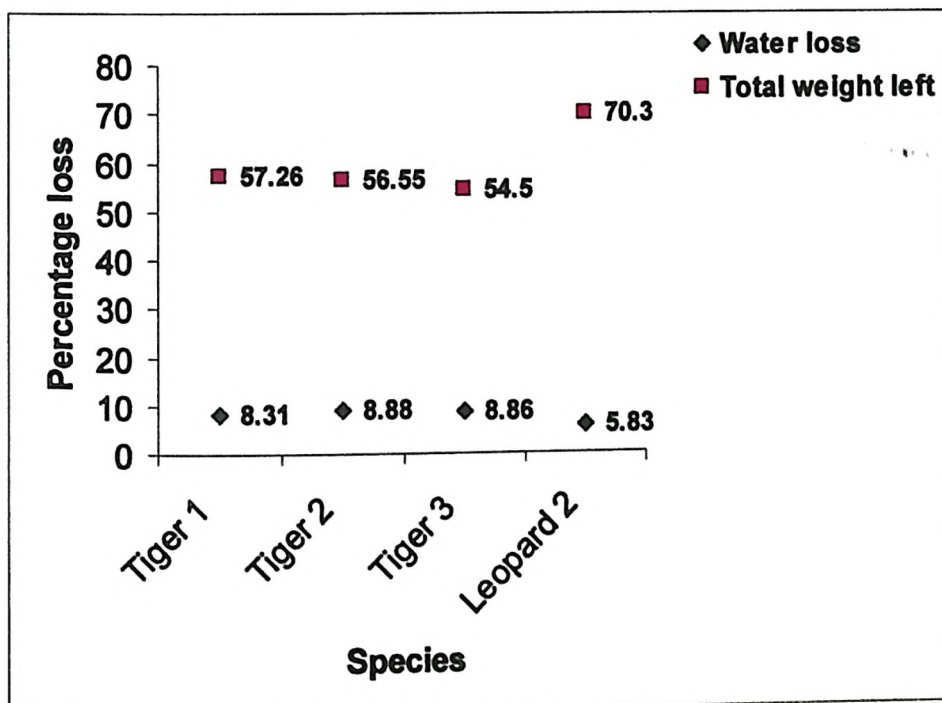 Water loss
Total weight left
Percentage loss
80
70
60
50
40
30
20
10
0
57.26
56.55
54.5
70.3
8.31
8.88
8.86
5.83
Tiger 1
Tiger 2
Tiger 3
Leopard 2
Species